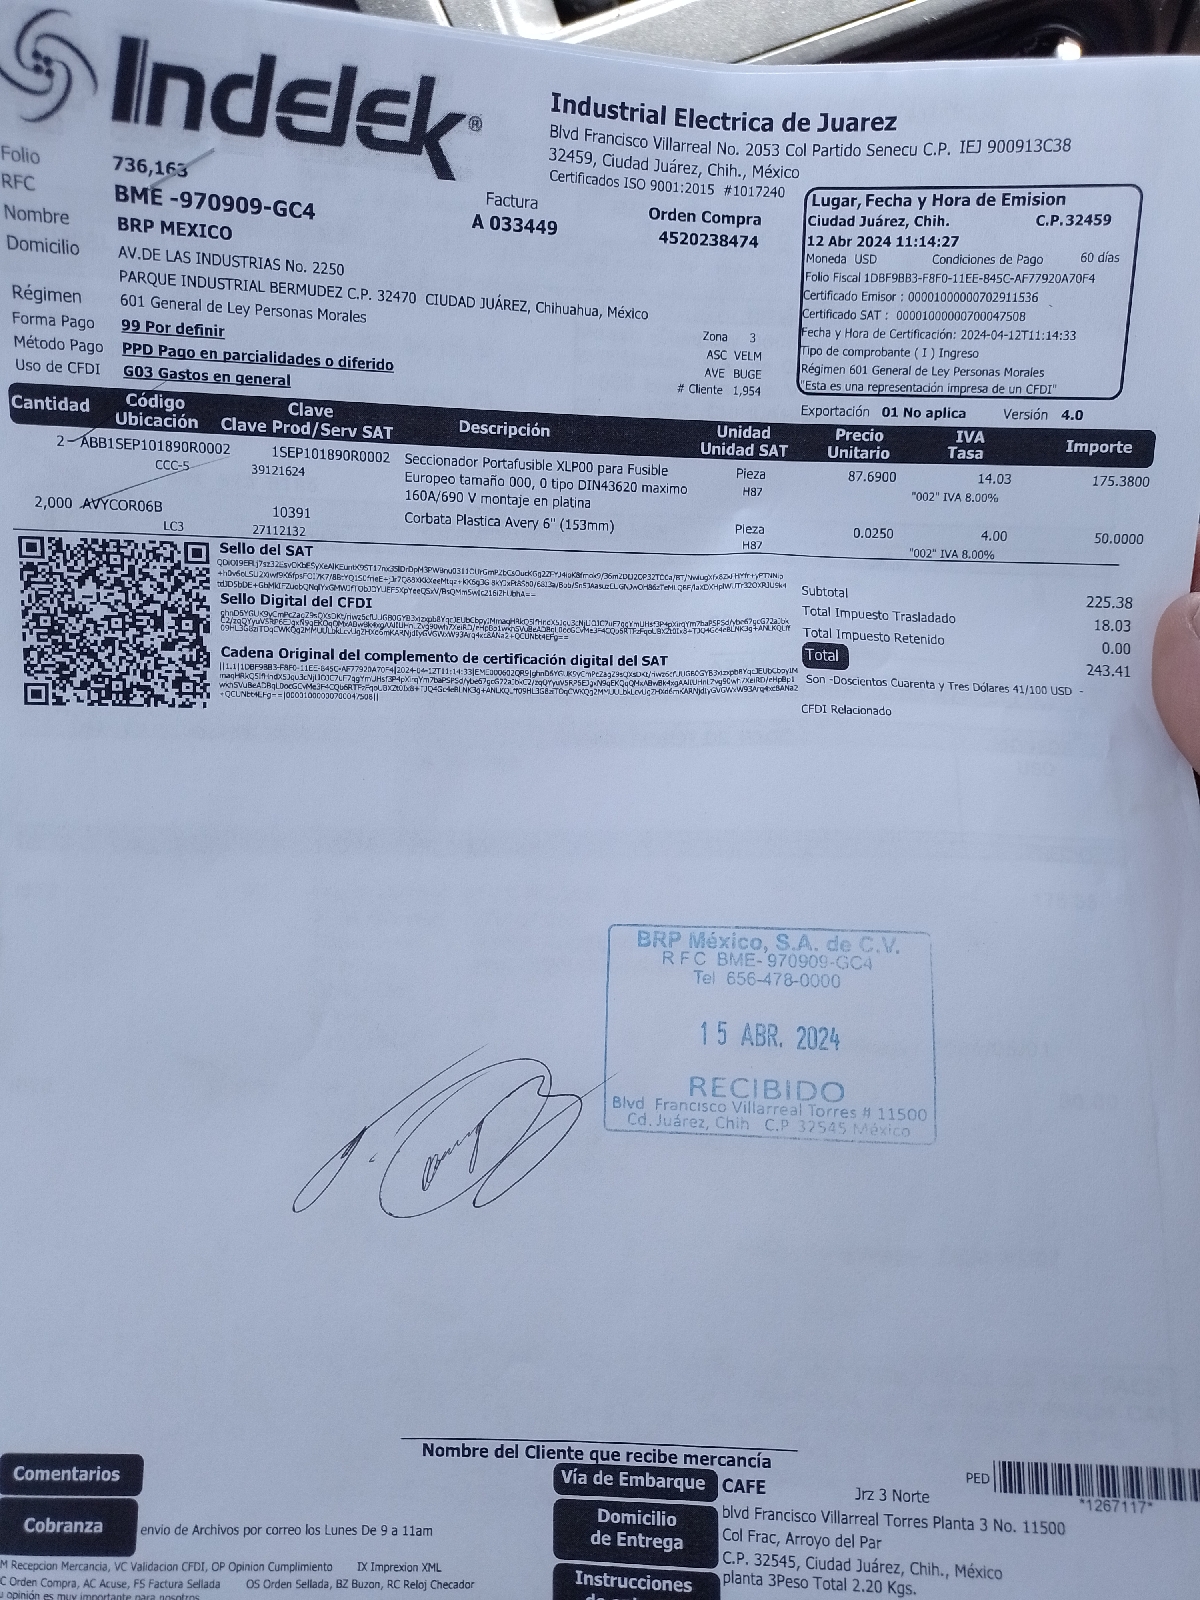 Indelek®
Industrial Electrica de Juarez
Blvd Francisco Villarreal No. 2053 Col Partido Senecu C.P. IEJ 900913C38
32459, Ciudad Juárez, Chih., México
Certificados ISO 9001:2015 #1017240
Folio 736,163
RFC BME -970909-GC4
Nombre BRP MEXICO
Domicilio AV.DE LAS INDUSTRIAS No. 2250
PARQUE INDUSTRIAL BERMUDEZ C.P. 32470 CIUDAD JUÁREZ, Chihuahua, México
Régimen 601 General de Ley Personas Morales
Forma Pago 99 Por definir
Método Pago PPD Pago en parcialidades o diferido
Uso de CFDI G03 Gastos en general
Factura
A 033449
Orden Compra
4520238474
Zona 3
ASC VELM
AVE BUGE
# Cliente 1,954
Lugar, Fecha y Hora de Emision
Ciudad Juárez, Chih. C.P.32459
12 Abr 2024 11:14:27
Moneda USD Condiciones de Pago 60 días
Folio Fiscal 1DBF9BB3-F8F0-11EE-845C-AF77920A70F4
Certificado Emisor : 00001000000702911536
Certificado SAT : 00001000000700047508
Fecha y Hora de Certificación: 2024-04-12T11:14:33
Tipo de comprobante ( I ) Ingreso
Régimen 601 General de Ley Personas Morales
"Esta es una representación impresa de un CFDI"
Exportación 01 No aplica Versión 4.0
Cantidad Código Ubicación Clave Clave Prod/Serv SAT Descripción Unidad Unidad SAT Precio Unitario IVA Tasa Importe
2 ABB1SEP101890R0002 1SEP101890R0002 Seccionador Portafusible XLP00 para Fusible Pieza 87.6900 14.03 175.3800
CCC-5 39121624 Europeo tamaño 000, 0 tipo DIN43620 maximo H87 "002" IVA 8.00%
160A/690 V montaje en platina
2,000 AVYCOR06B 10391 Corbata Plastica Avery 6" (153mm) Pieza 0.0250 4.00 50.0000
LC3 27112132 H87 "002" IVA 8.00%
Sello del SAT
Sello Digital del CFDI
Cadena Original del complemento de certificación digital del SAT
Subtotal 225.38
Total Impuesto Trasladado 18.03
Total Impuesto Retenido 0.00
Total 243.41
Son -Doscientos Cuarenta y Tres Dólares 41/100 USD -
CFDI Relacionado
BRP México, S.A. de C.V.
RFC BME-970909-GC4
Tel 656-478-0000
15 ABR. 2024
RECIBIDO
Blvd Francisco Villarreal Torres # 11500
Cd. Juárez, Chih C.P 32545 México
Nombre del Cliente que recibe mercancía
Comentarios
Cobranza envio de Archivos por correo los Lunes De 9 a 11am
M Recepcion Mercancia, VC Validacion CFDI, OP Opinion Cumplimiento IX Imprexion XML
C Orden Compra, AC Acuse, FS Factura Sellada OS Orden Sellada, BZ Buzon, RC Reloj Checador
opinión es muy importante para nosotros
Vía de Embarque CAFE Jrz 3 Norte
PED *1267117*
Domicilio de Entrega
blvd Francisco Villarreal Torres Planta 3 No. 11500
Col Frac, Arroyo del Par
C.P. 32545, Ciudad Juárez, Chih., México
Instrucciones planta 3Peso Total 2.20 Kgs.